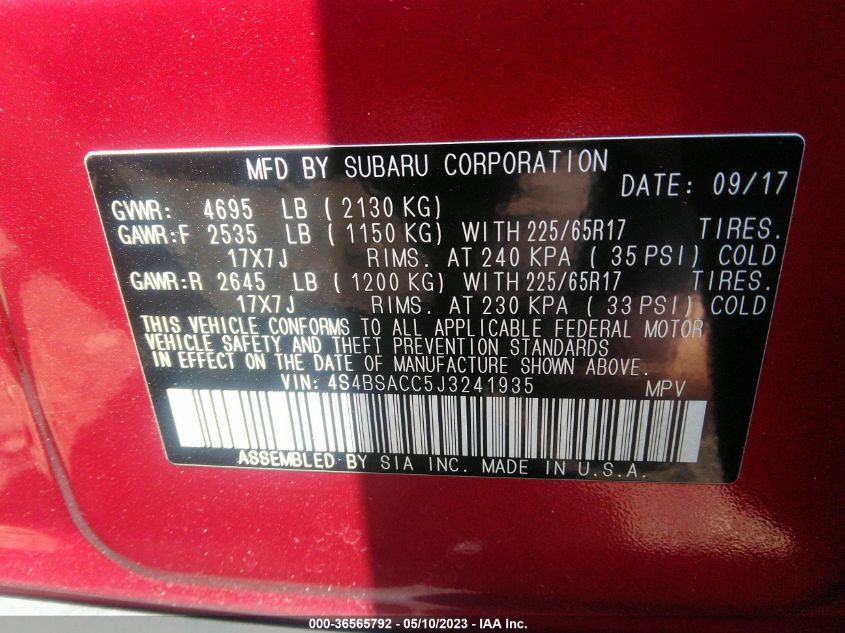 MFD BY SUBARU CORPORATION
DATE: 09/17
GVWR: 4695 LB ( 2130 KG)
GAWR:F 2535 LB ( 1150 KG) WITH 225/65R17 TIRES.
17X7J RIMS. AT 240 KPA ( 35 PSI) COLD
GAWR:R 2645 LB ( 1200 KG) WITH 225/65R17 TIRES.
17X7J RIMS. AT 230 KPA ( 33 PSI) COLD
THIS VEHICLE CONFORMS TO ALL APPLICABLE FEDERAL MOTOR
VEHICLE SAFETY AND THEFT PREVENTION STANDARDS
IN EFFECT ON THE DATE OF MANUFACTURE SHOWN ABOVE.
VIN: 4S4BSACC5J3241935 MPV
ASSEMBLED BY SIA INC. MADE IN U.S.A.
000-36565792 - 05/10/2023 - IAA Inc.